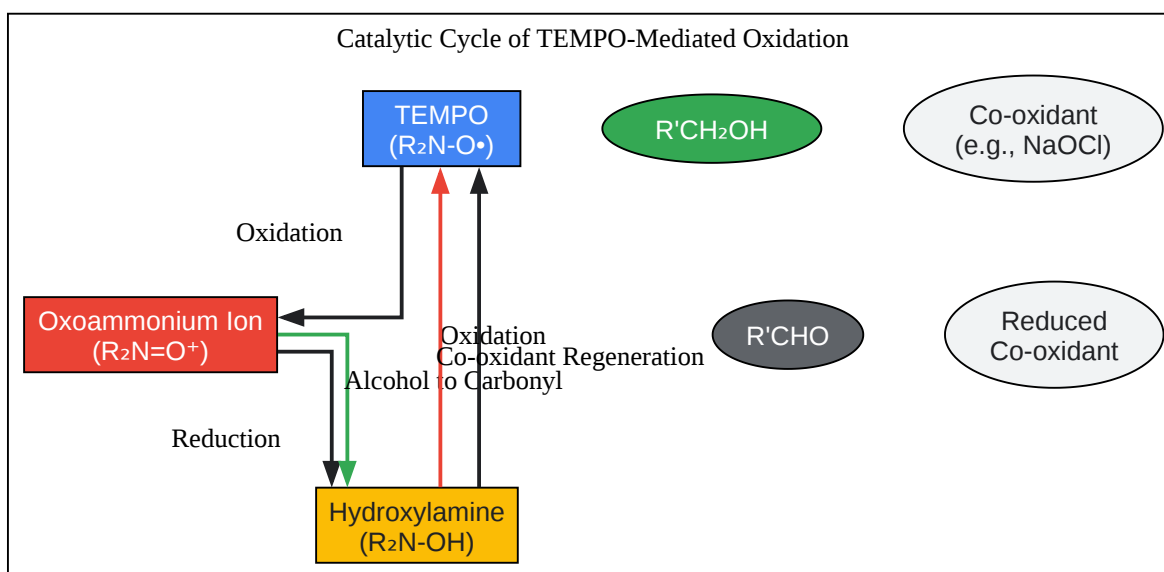 Catalytic Cycle of TEMPO-Mediated Oxidation
TEMPO
(R₂N-O•)
R'CH₂OH
Co-oxidant
(e.g., NaOCl)
Oxidation
Oxoammonium Ion
(R₂N=O⁺)
Oxidation
Co-oxidant Regeneration
Alcohol to Carbonyl
R'CHO
Reduced
Co-oxidant
Reduction
Hydroxylamine
(R₂N-OH)